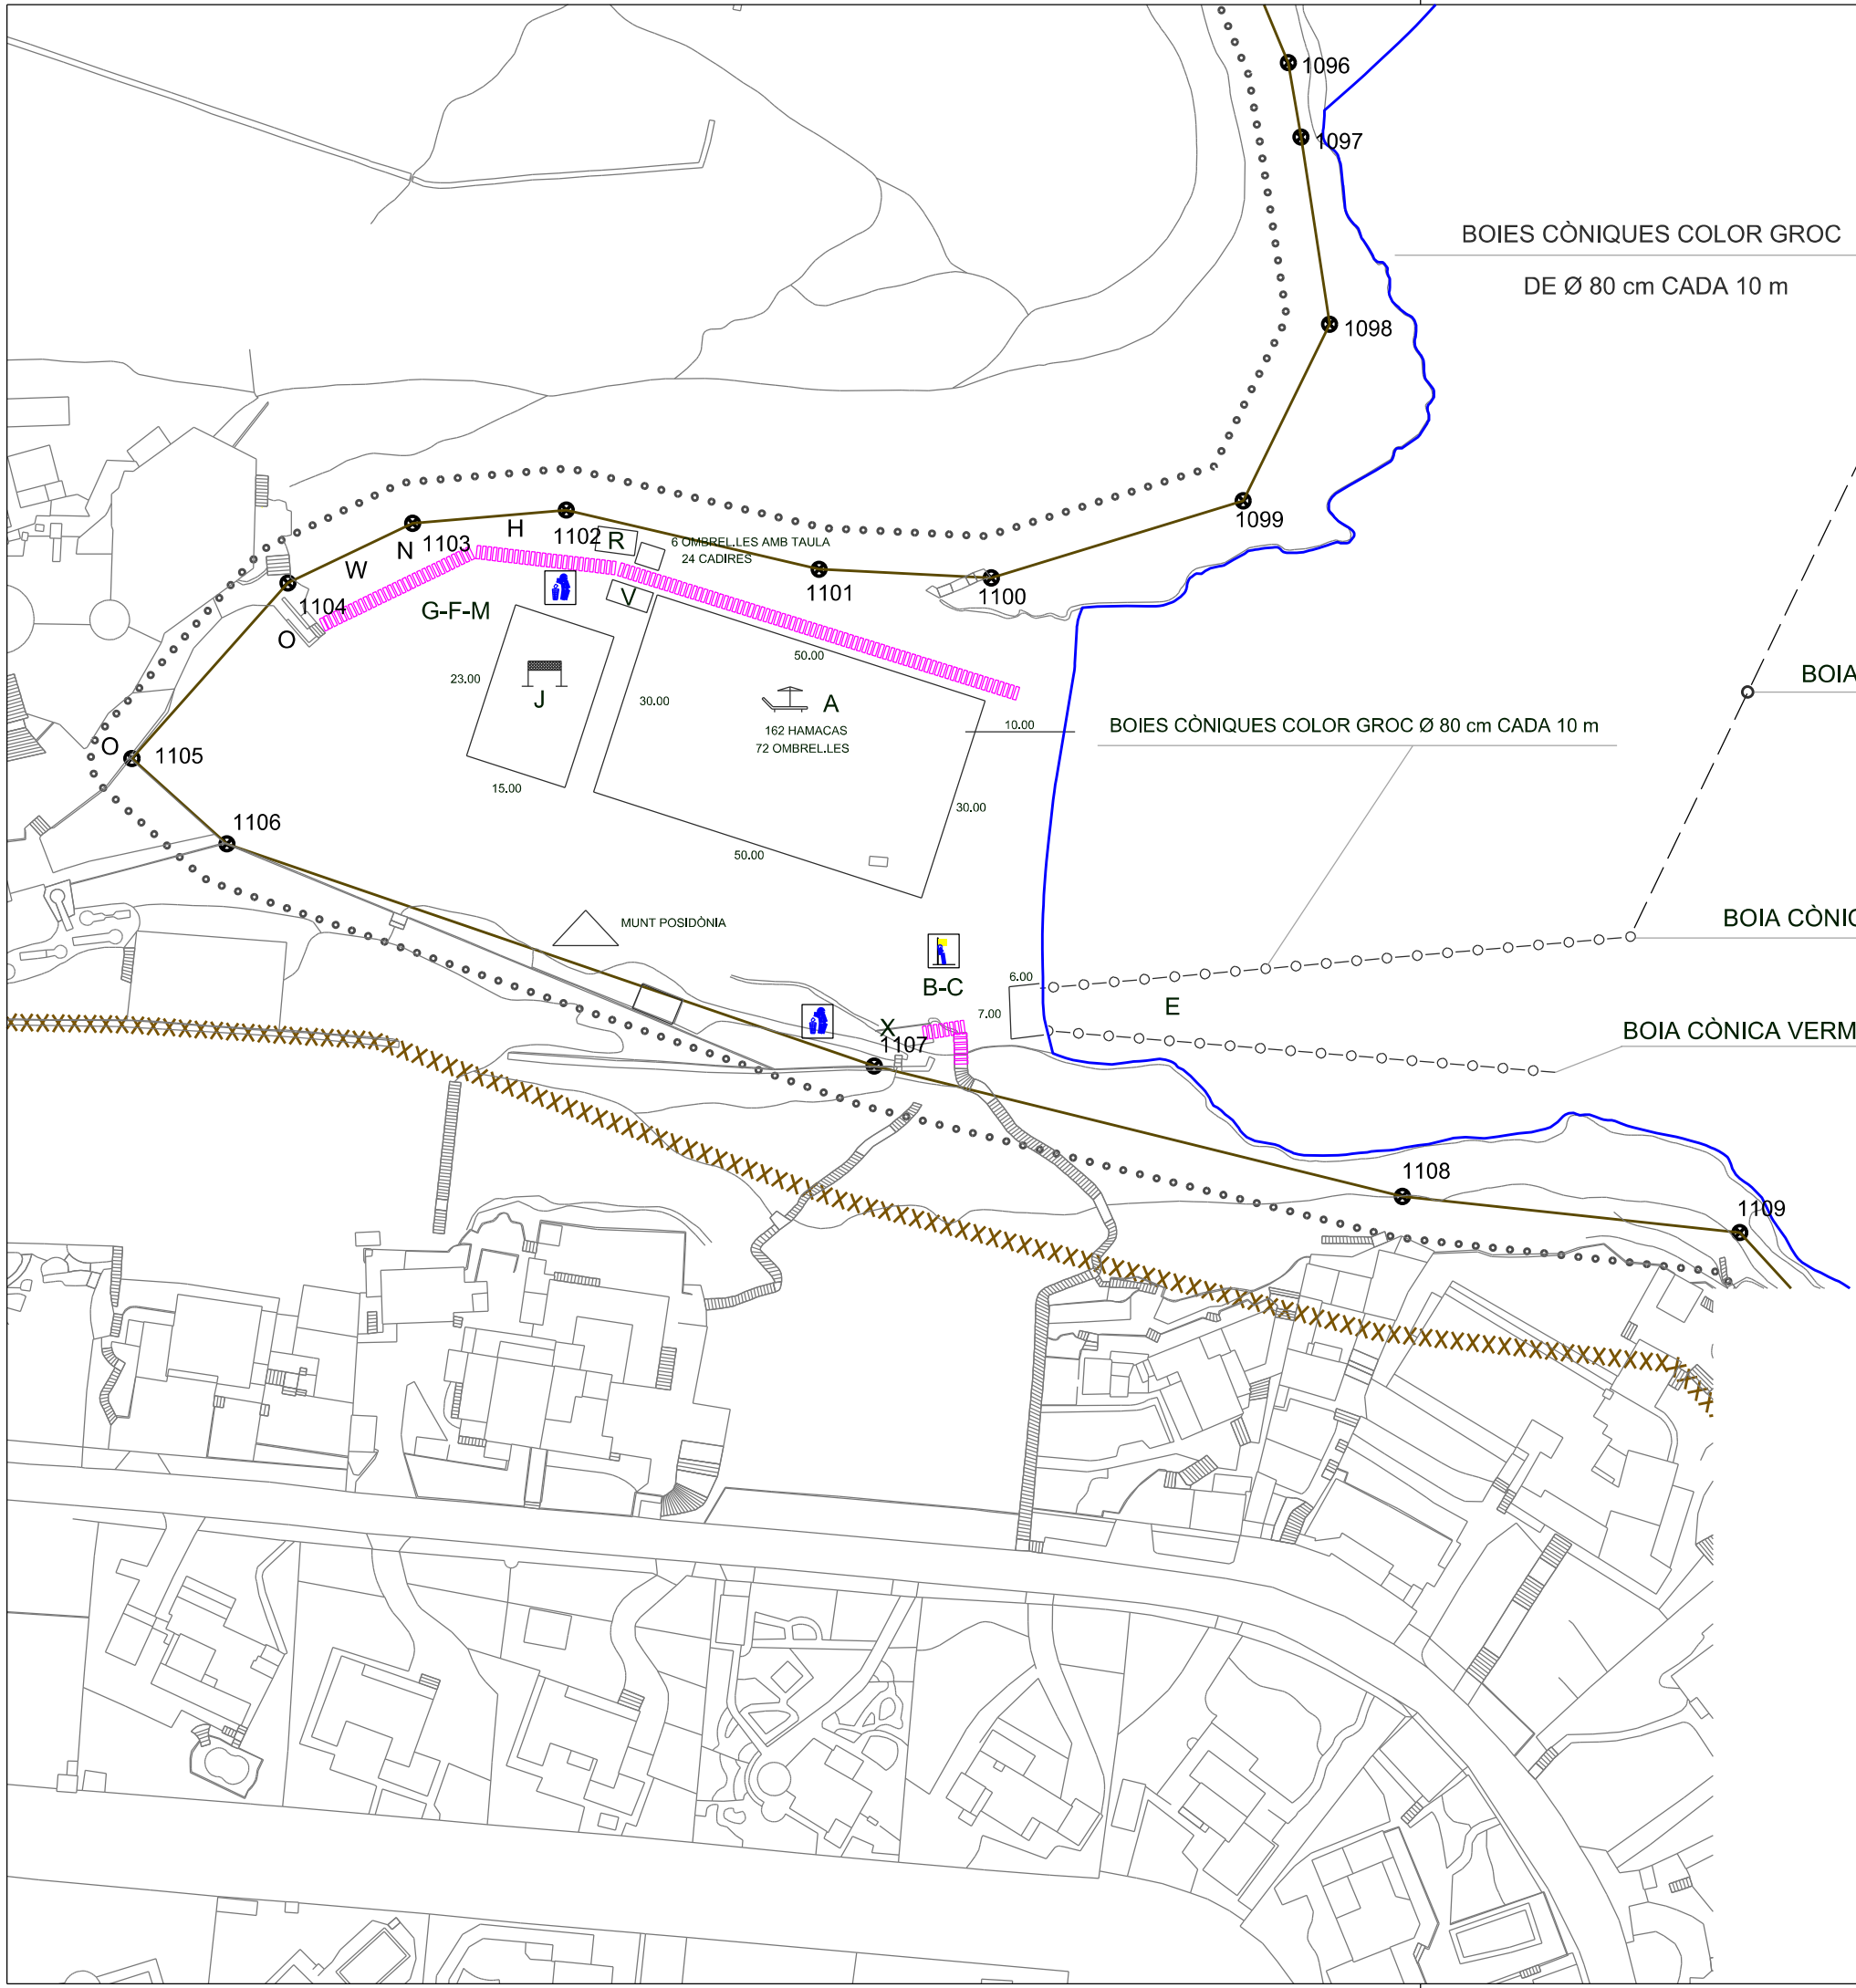 1096
1097
BOIES CÒNIQUES COLOR GROC
DE Ø 80 cm CADA 10 m
1098
1099
1102
H
1103
N
R
6 OMBREL.LES AMB TAULA
24 CADIRES
W
1101
1100
1104
V
G-F-M
O
50.00
23.00
30.00
J
A
BOIA
162 HAMACAS
72 OMBREL.LES
10.00
BOIES CÒNIQUES COLOR GROC Ø 80 cm CADA 10 m
O
1105
15.00
30.00
1106
50.00
MUNT POSIDÒNIA
BOIA CÒNIC
6.00
B-C
E
7.00
X
BOIA CÒNICA VERM
1107
1108
1109